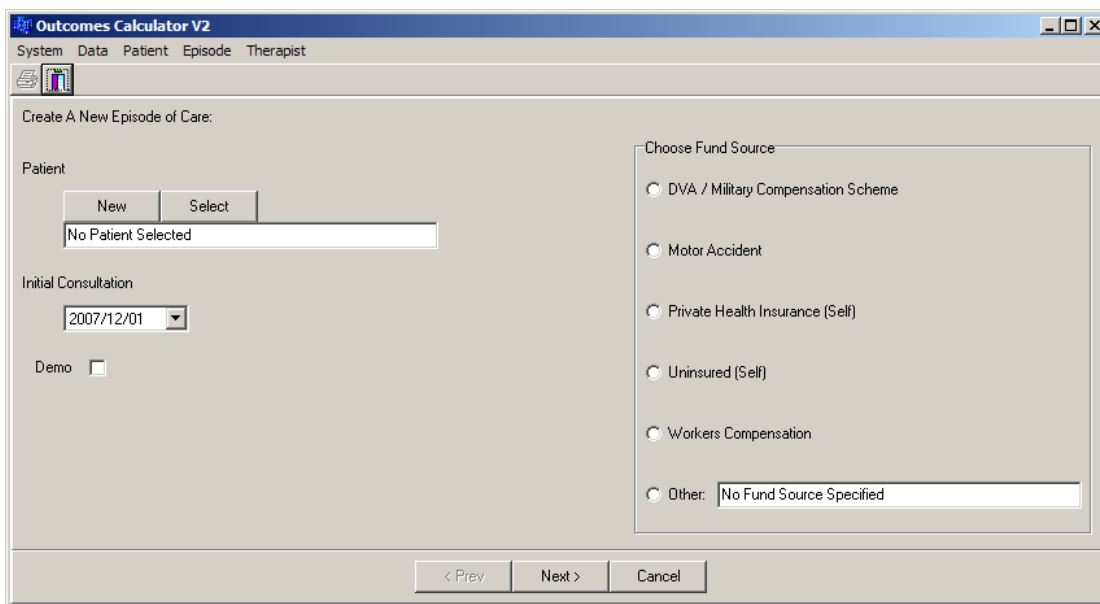 Outcomes Calculator V2
System Data Patient Episode Therapist
Create A New Episode of Care:
Patient
New Select
No Patient Selected
Initial Consultation
2007/12/01
Demo
Choose Fund Source
DVA / Military Compensation Scheme
Motor Accident
Private Health Insurance (Self)
Uninsured (Self)
Workers Compensation
Other: No Fund Source Specified
< Prev Next > Cancel